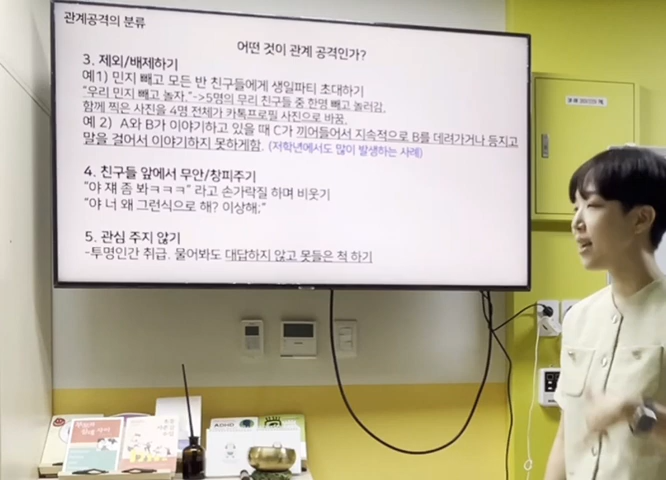 관계공격의 분류
어떤 것이 관계 공격인가?
3. 제외/배제하기
예1) 민지 빼고 모든 반 친구들에게 생일파티 초대하기
"우리 민지 빼고 놀자."->5명의 무리 친구들 중 한명 빼고 놀러감.
함께 찍은 사진을 4명 전체가 카톡프로필 사진으로 바꿈.
예 2) A와 B가 이야기하고 있을 때 C가 끼어들어서 지속적으로 B를 데려가거나 등지고
말을 걸어서 이야기하지 못하게함. (저학년에서도 많이 발생하는 사례)
4. 친구들 앞에서 무안/창피주기
"야 쟤 좀 봐ㅋㅋㅋㅋ" 라고 손가락질 하며 비웃기
"야 너 왜 그런식으로 해? 이상해;"
5. 관심 주지 않기
-투명인간 취급. 물어봐도 대답하지 않고 못들은 척 하기
ADHD